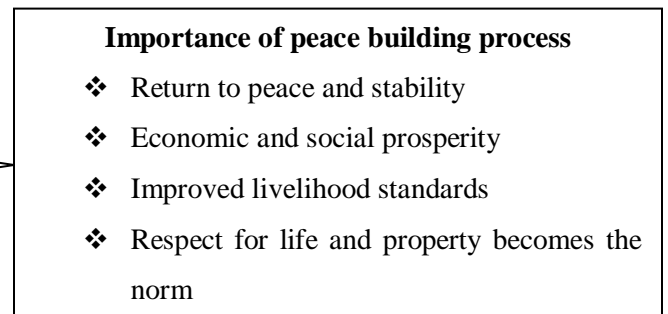 Importance of peace building process
❖ Return to peace and stability
❖ Economic and social prosperity
❖ Improved livelihood standards
❖ Respect for life and property becomes the
norm